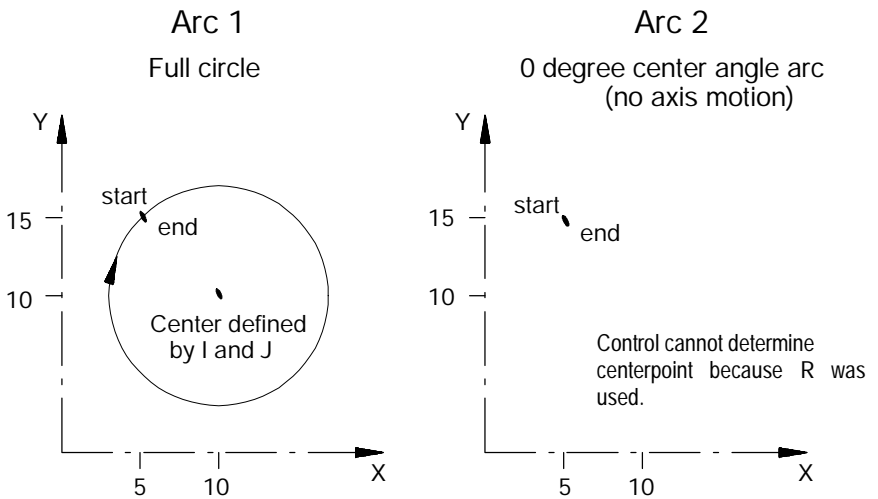 Arc 1
Full circle
Y
start
15
end
10
Center defined
by I and J
5
10
X
Arc 2
0 degree center angle arc
(no axis motion)
Y
start
15
end
10
Control cannot determine
centerpoint because R was
used.
5
10
X